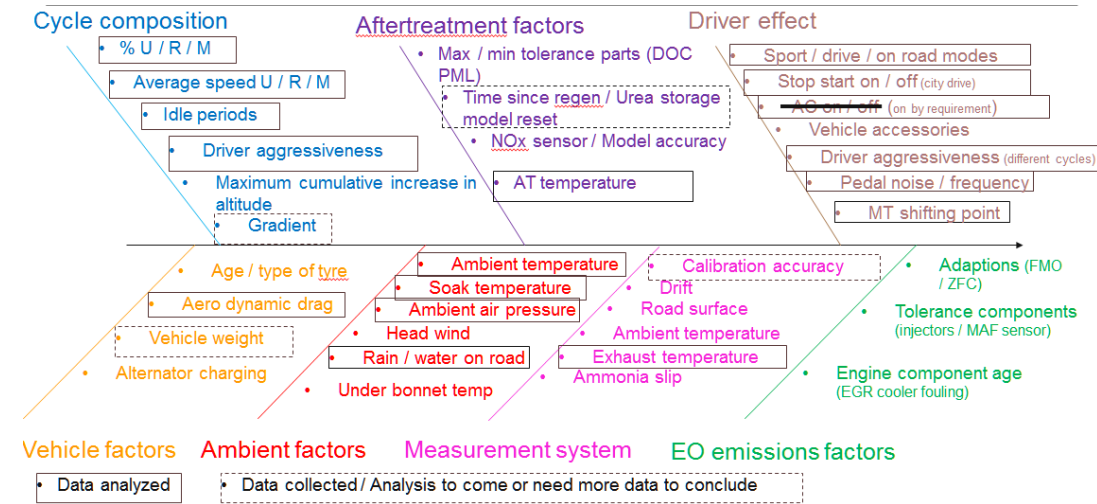 Cycle composition
• % U / R / M
• Average speed U / R / M
• Idle periods
• Driver aggressiveness
• Maximum cumulative increase in
altitude
• Gradient
Aftertreatment factors
• Max / min tolerance parts (DOC
PML)
• Time since regen / Urea storage
model reset
• NOx sensor / Model accuracy
• AT temperature
Driver effect
• Sport / drive / on road modes
• Stop start on / off (city drive)
• AC on / off (on by requirement)
• Vehicle accessories
• Driver aggressiveness (different cycles)
• Pedal noise / frequency
• MT shifting point
• Age / type of tyre
• Aero dynamic drag
• Vehicle weight
• Alternator charging
Vehicle factors
• Ambient temperature
• Soak temperature
• Ambient air pressure
• Head wind
• Rain / water on road
• Under bonnet temp
Ambient factors
• Calibration accuracy
• Drift
• Road surface
• Ambient temperature
• Exhaust temperature
• Ammonia slip
Measurement system
• Adaptions (FMO
/ ZFC)
• Tolerance components
(injectors / MAF sensor)
• Engine component age
(EGR cooler fouling)
EO emissions factors
• Data analyzed
• Data collected / Analysis to come or need more data to conclude